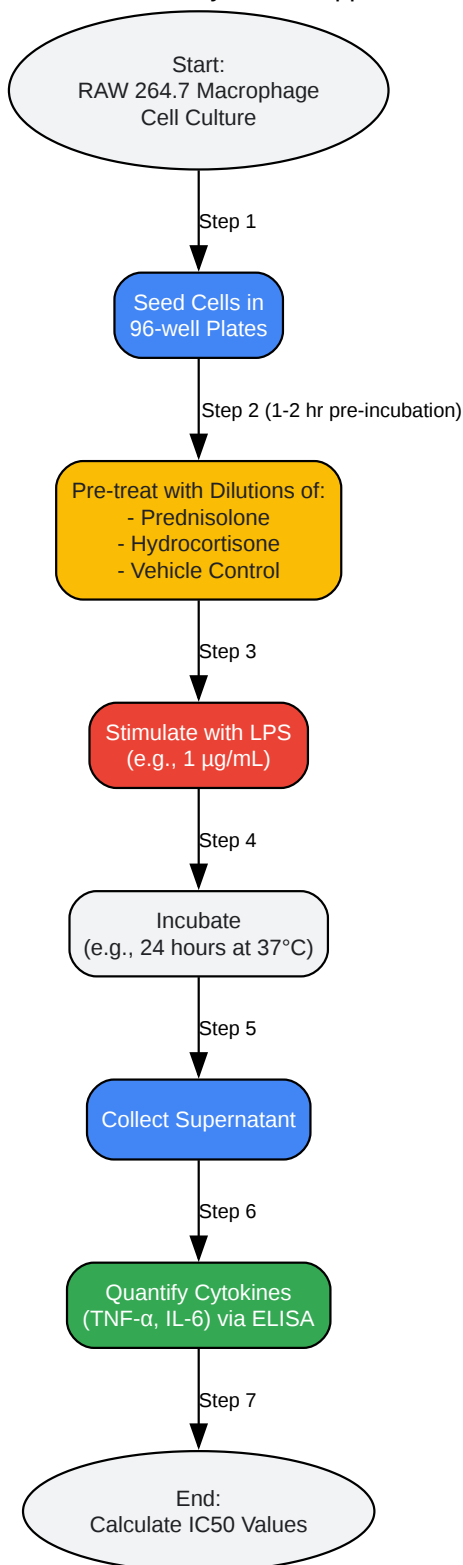 Start:
RAW 264.7 Macrophage
Cell Culture
Step 1
Seed Cells in
96-well Plates
Step 2 (1-2 hr pre-incubation)
Pre-treat with Dilutions of:
- Prednisolone
- Hydrocortisone
- Vehicle Control
Step 3
Stimulate with LPS
(e.g., 1 µg/mL)
Step 4
Incubate
(e.g., 24 hours at 37°C)
Step 5
Collect Supernatant
Step 6
Quantify Cytokines
(TNF-α, IL-6) via ELISA
Step 7
End:
Calculate IC50 Values